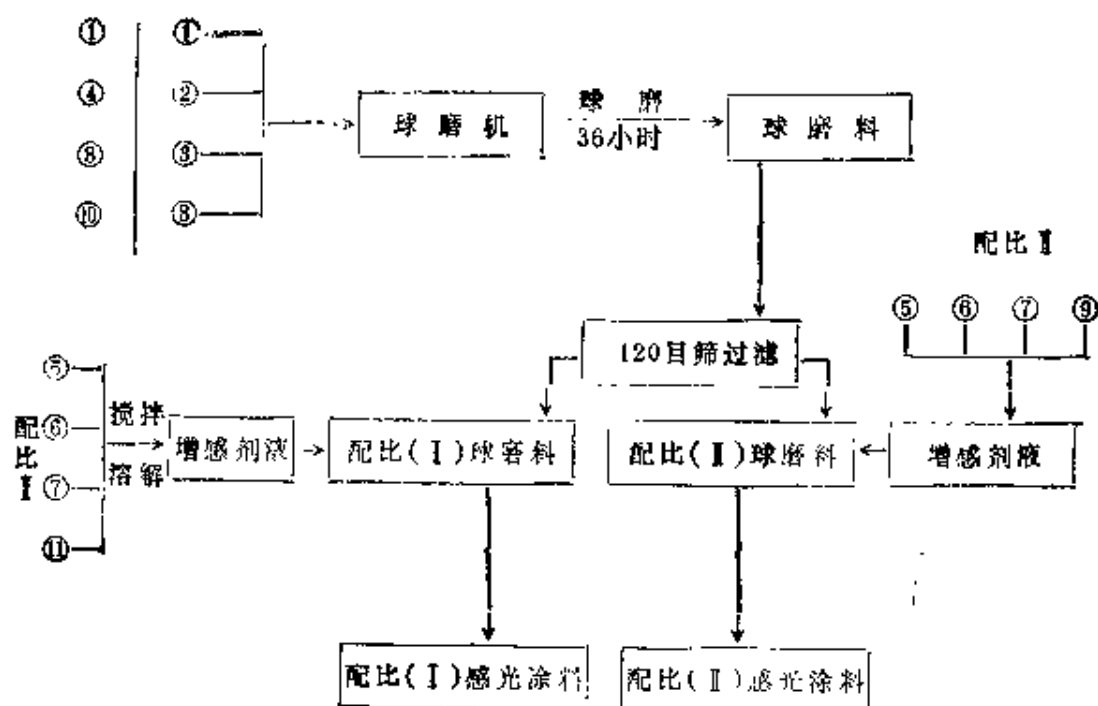 ① ①
④ ② 球磨机 球磨 36小时 球磨料
⑧ ③
⑩ ⑧
配比Ⅱ
⑤ ⑥ ⑦ ⑨
120目筛过滤
配比Ⅰ
⑤
⑥ 搅拌
⑦ 溶解
⑪
增感剂液 配比(Ⅰ)球磨料 配比(Ⅱ)球磨料 增感剂液
配比(Ⅰ)感光涂料 配比(Ⅱ)感光涂料